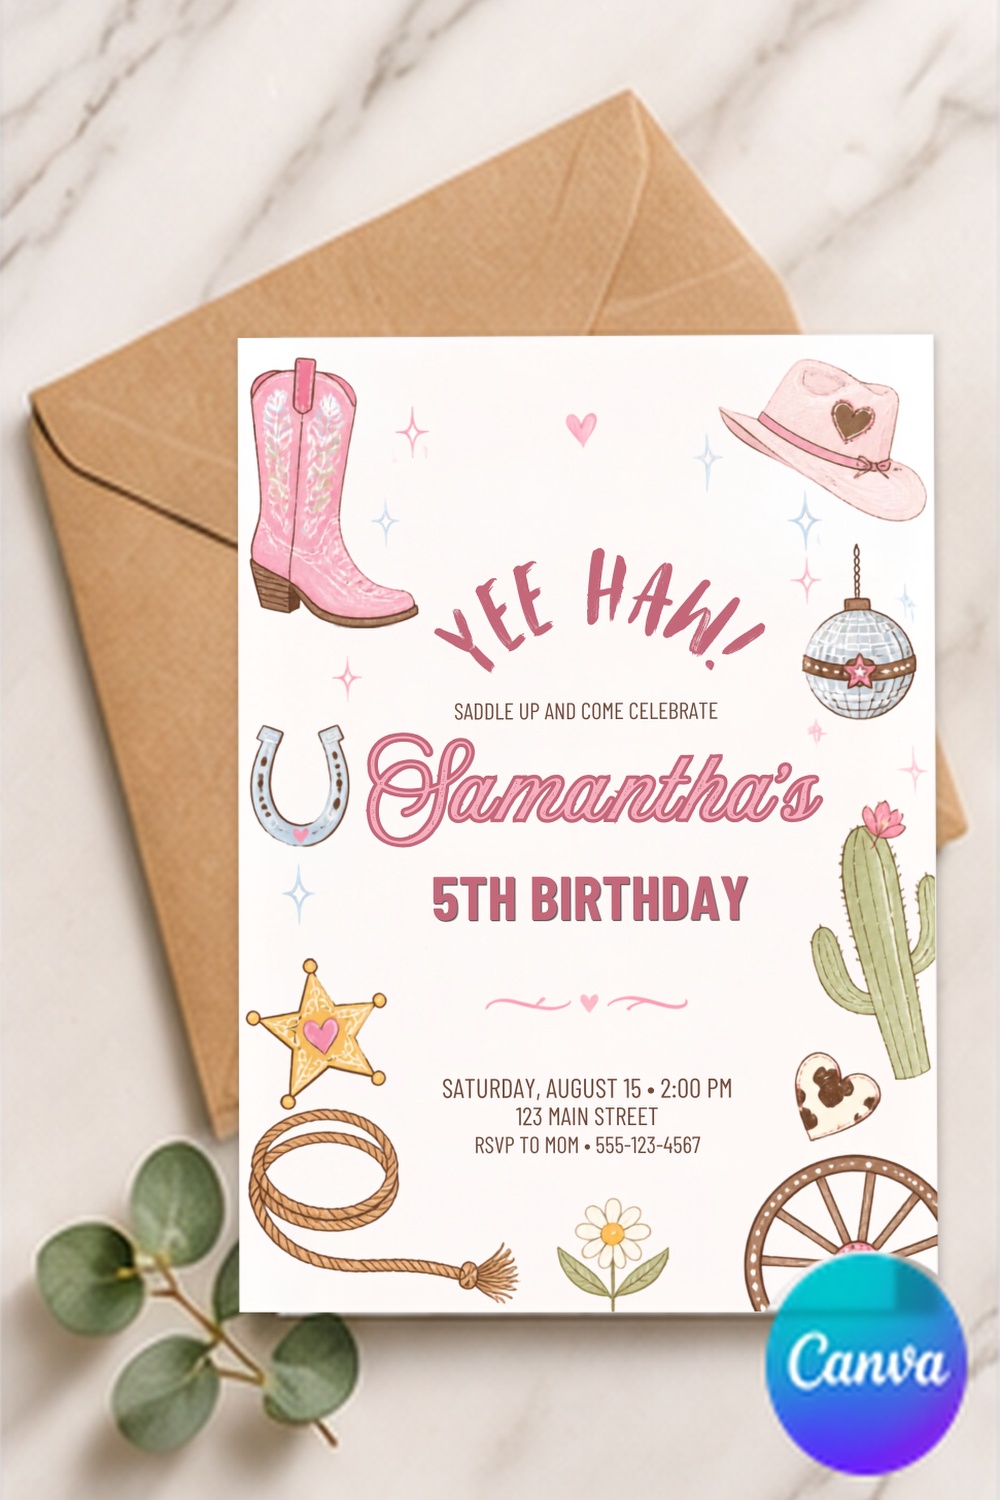 YEE HAW!
SADDLE UP AND COME CELEBRATE
Samantha's
5TH BIRTHDAY
SATURDAY, AUGUST 15 • 2:00 PM
123 MAIN STREET
RSVP TO MOM • 555-123-4567
Canva